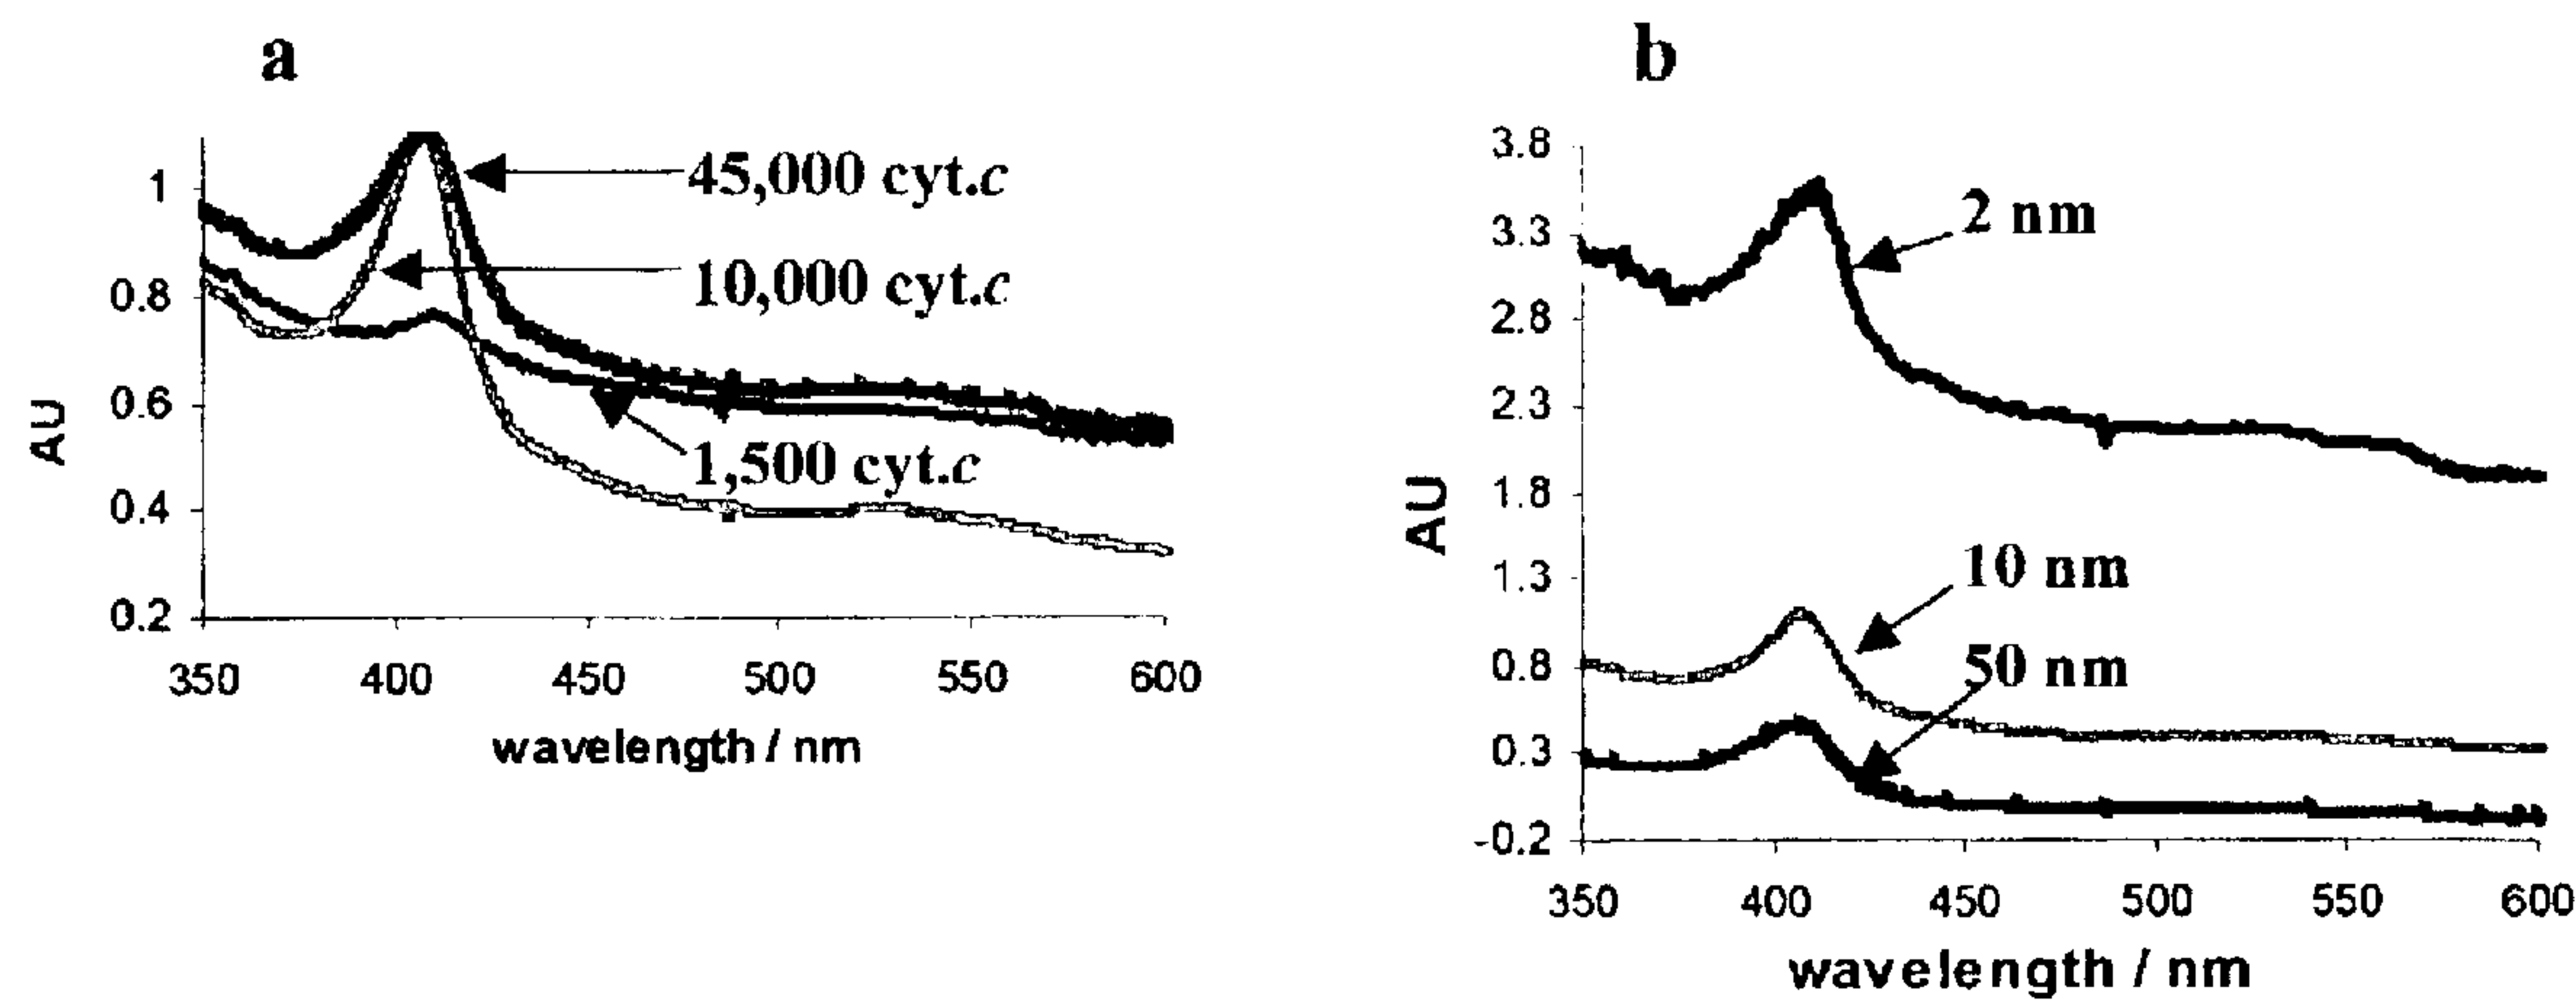 a
45,000 cyt.c
10,000 cyt.c
1,500 cyt.c
1
0.8
0.6
0.4
0.2
AU
350 400 450 500 550 600
wavelength / nm
b
2 nm
10 nm
50 nm
3.8
3.3
2.8
2.3
1.8
1.3
0.8
0.3
-0.2
AU
350 400 450 500 550 600
wavelength / nm